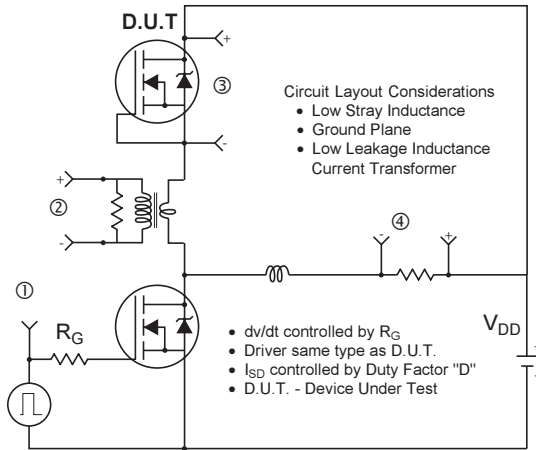 D.U.T
+
③
-
Circuit Layout Considerations
• Low Stray Inductance
• Ground Plane
• Low Leakage Inductance
Current Transformer
+
②
-
④
-
+
①
R_G
V_DD
+
-
• dv/dt controlled by R_G
• Driver same type as D.U.T.
• I_SD controlled by Duty Factor "D"
• D.U.T. - Device Under Test